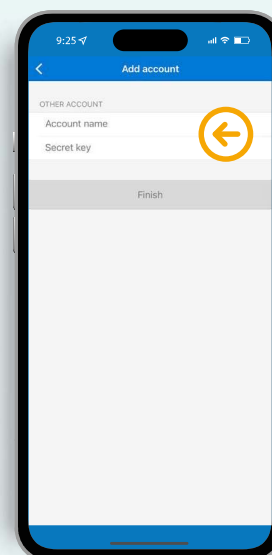 9:25
Add account
OTHER ACCOUNT
Account name
Secret key
Finish